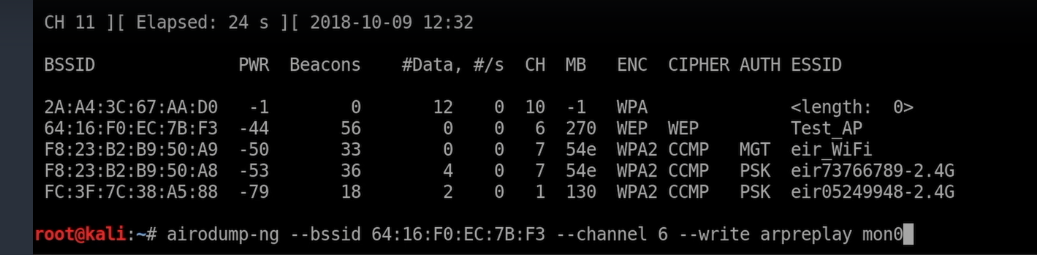 CH 11 ][ Elapsed: 24 s ][ 2018-10-09 12:32
BSSID PWR Beacons #Data, #/s CH MB ENC CIPHER AUTH ESSID
2A:A4:3C:67:AA:D0 -1 0 12 0 10 -1 WPA <length: 0>
64:16:F0:EC:7B:F3 -44 56 0 0 6 270 WEP WEP Test_AP
F8:23:B2:B9:50:A9 -50 33 0 0 7 54e WPA2 CCMP MGT eir_WiFi
F8:23:B2:B9:50:A8 -53 36 4 0 7 54e WPA2 CCMP PSK eir73766789-2.4G
FC:3F:7C:38:A5:88 -79 18 2 0 1 130 WPA2 CCMP PSK eir05249948-2.4G
root@kali:~# airodump-ng --bssid 64:16:F0:EC:7B:F3 --channel 6 --write arpreplay mon0